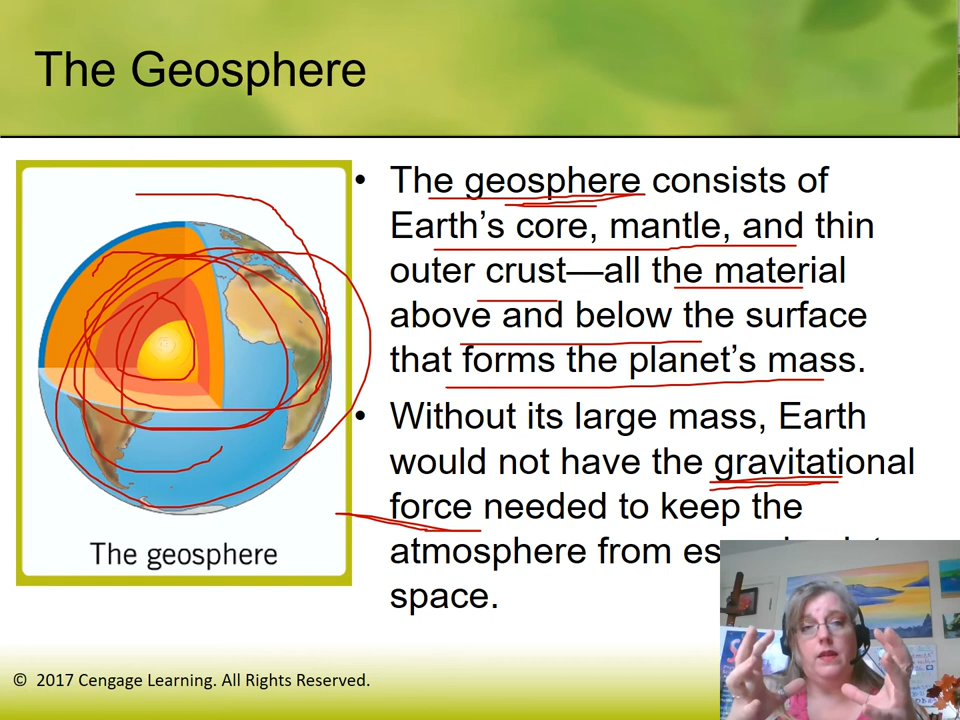 The Geosphere
• The geosphere consists of
Earth’s core, mantle, and thin
outer crust—all the material
above and below the surface
that forms the planet’s mass.
• Without its large mass, Earth
would not have the gravitational
force needed to keep the
atmosphere from
space.
The geosphere
© 2017 Cengage Learning. All Rights Reserved.